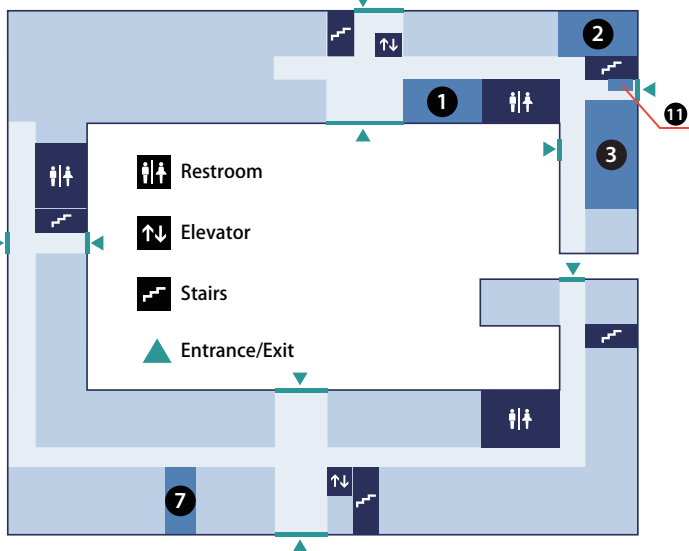 2
1
11
3
Restroom
Elevator
Stairs
Entrance/Exit
7